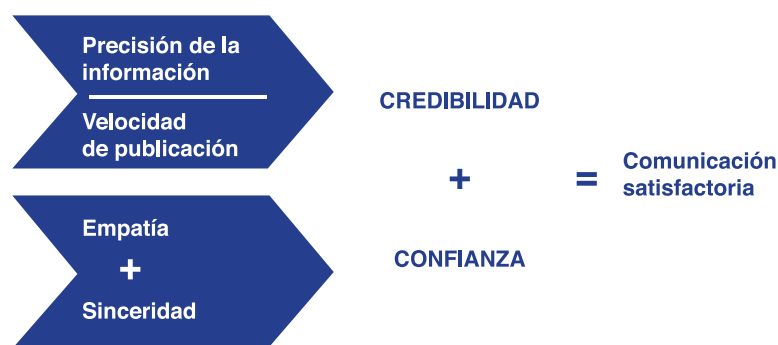 Precisión de la
información
Velocidad
de publicación
CREDIBILIDAD
+
= Comunicación
satisfactoria
Empatía
+
Sinceridad
CONFIANZA